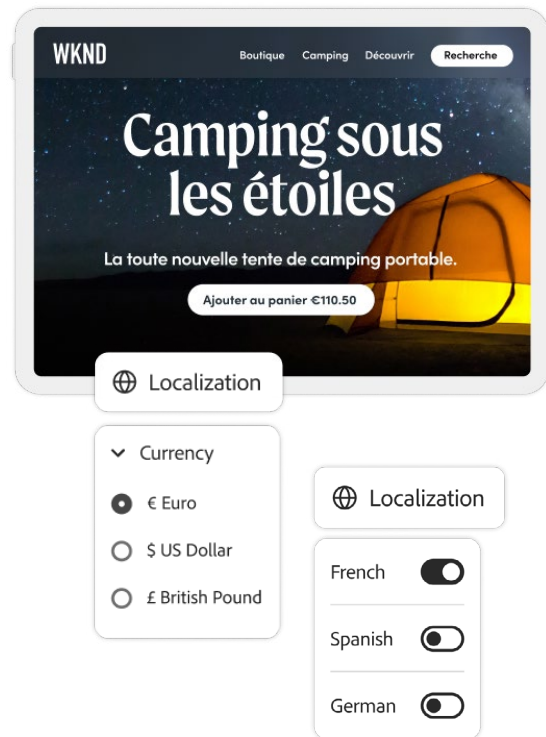 WKND
Boutique Camping Découvrir Recherche
Camping sous
les étoiles
La toute nouvelle tente de camping portable.
Ajouter au panier €110.50
Localization
Currency
€ Euro
$ US Dollar
£ British Pound
Localization
French
Spanish
German